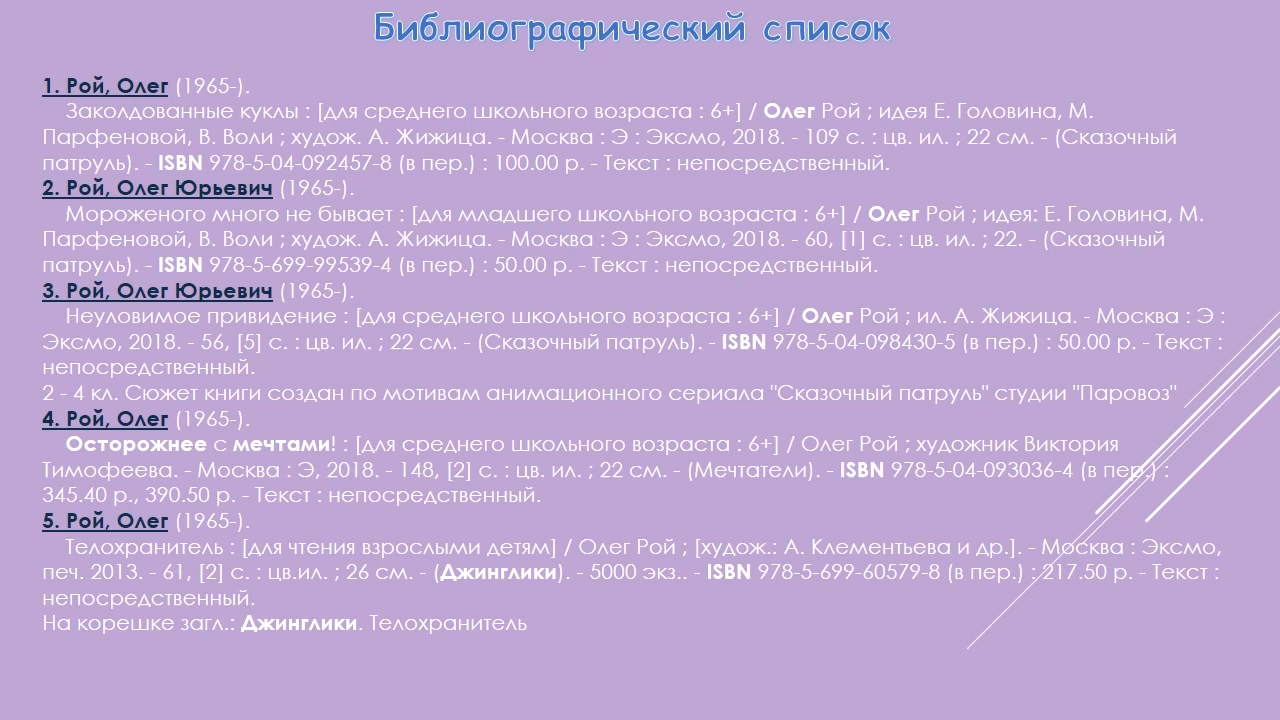 Библиографический список
1. Рой, Олег (1965-).
Заколдованные куклы : [для среднего школьного возраста : 6+] / Олег Рой ; идея Е. Головина, М.
Парфеновой, В. Воли ; худож. А. Жижица. - Москва : Э : Эксмо, 2018. - 109 с. : цв. ил. ; 22 см. - (Сказочный
патруль). - ISBN 978-5-04-092457-8 (в пер.) : 100.00 р. - Текст : непосредственный.
2. Рой, Олег Юрьевич (1965-).
Мороженого много не бывает : [для младшего школьного возраста : 6+] / Олег Рой ; идея: Е. Головина, М.
Парфеновой, В. Воли ; худож. А. Жижица. - Москва : Э : Эксмо, 2018. - 60, [1] с. : цв. ил. ; 22. - (Сказочный
патруль). - ISBN 978-5-699-99539-4 (в пер.) : 50.00 р. - Текст : непосредственный.
3. Рой, Олег Юрьевич (1965-).
Неуловимое привидение : [для среднего школьного возраста : 6+] / Олег Рой ; ил. А. Жижица. - Москва : Э :
Эксмо, 2018. - 56, [5] с. : цв. ил. ; 22 см. - (Сказочный патруль). - ISBN 978-5-04-098430-5 (в пер.) : 50.00 р. - Текст :
непосредственный.
2 - 4 кл. Сюжет книги создан по мотивам анимационного сериала "Сказочный патруль" студии "Паровоз"
4. Рой, Олег (1965-).
Осторожнее с мечтами! : [для среднего школьного возраста : 6+] / Олег Рой ; художник Виктория
Тимофеева. - Москва : Э, 2018. - 148, [2] с. : цв. ил. ; 22 см. - (Мечтатели). - ISBN 978-5-04-093036-4 (в пер.) :
345.40 р., 390.50 р. - Текст : непосредственный.
5. Рой, Олег (1965-).
Телохранитель : [для чтения взрослыми детям] / Олег Рой ; [худож.: А. Клементьева и др.]. - Москва : Эксмо,
печ. 2013. - 61, [2] с. : цв.ил. ; 26 см. - (Джинглики). - 5000 экз.. - ISBN 978-5-699-60579-8 (в пер.) : 217.50 р. - Текст :
непосредственный.
На корешке загл.: Джинглики. Телохранитель